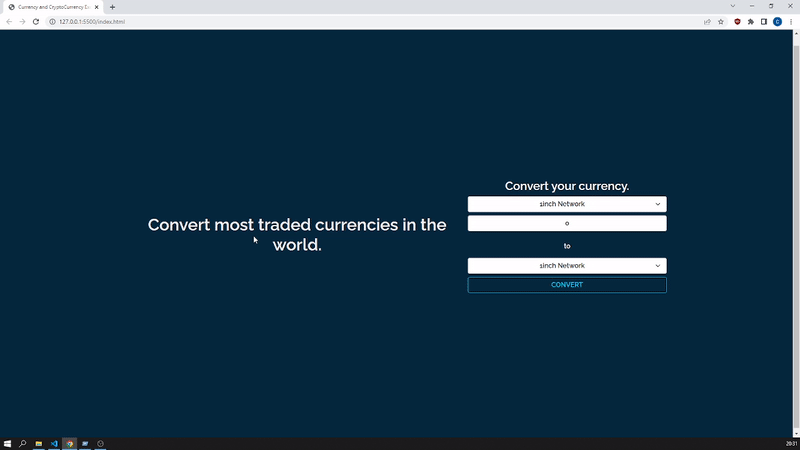 Currency and CryptoCurrency Ex
127.0.0.1:5500/index.html
C
Convert most traded currencies in the
world.
Convert your currency.
1inch Network
0
to
1inch Network
CONVERT
20:31